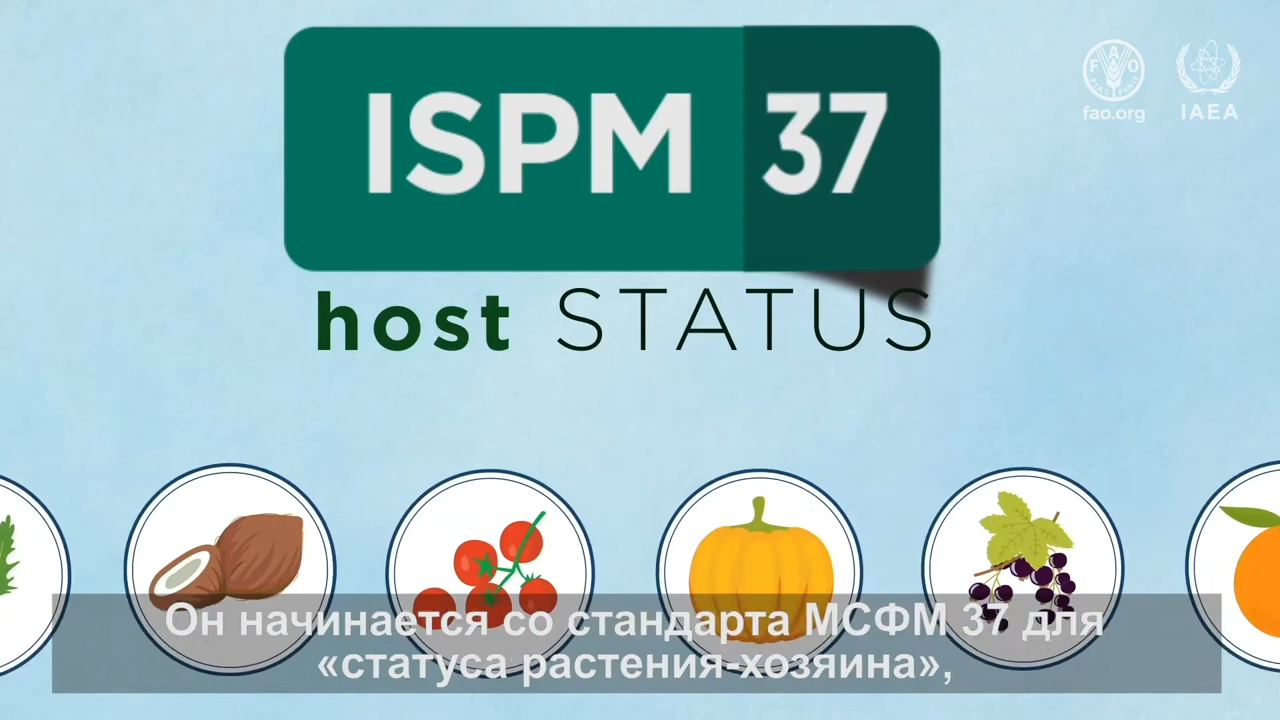 ISPM 37
host STATUS
fao.org
IAEA
Он начинается со стандарта МСФМ 37 для
«статуса растения-хозяина»,